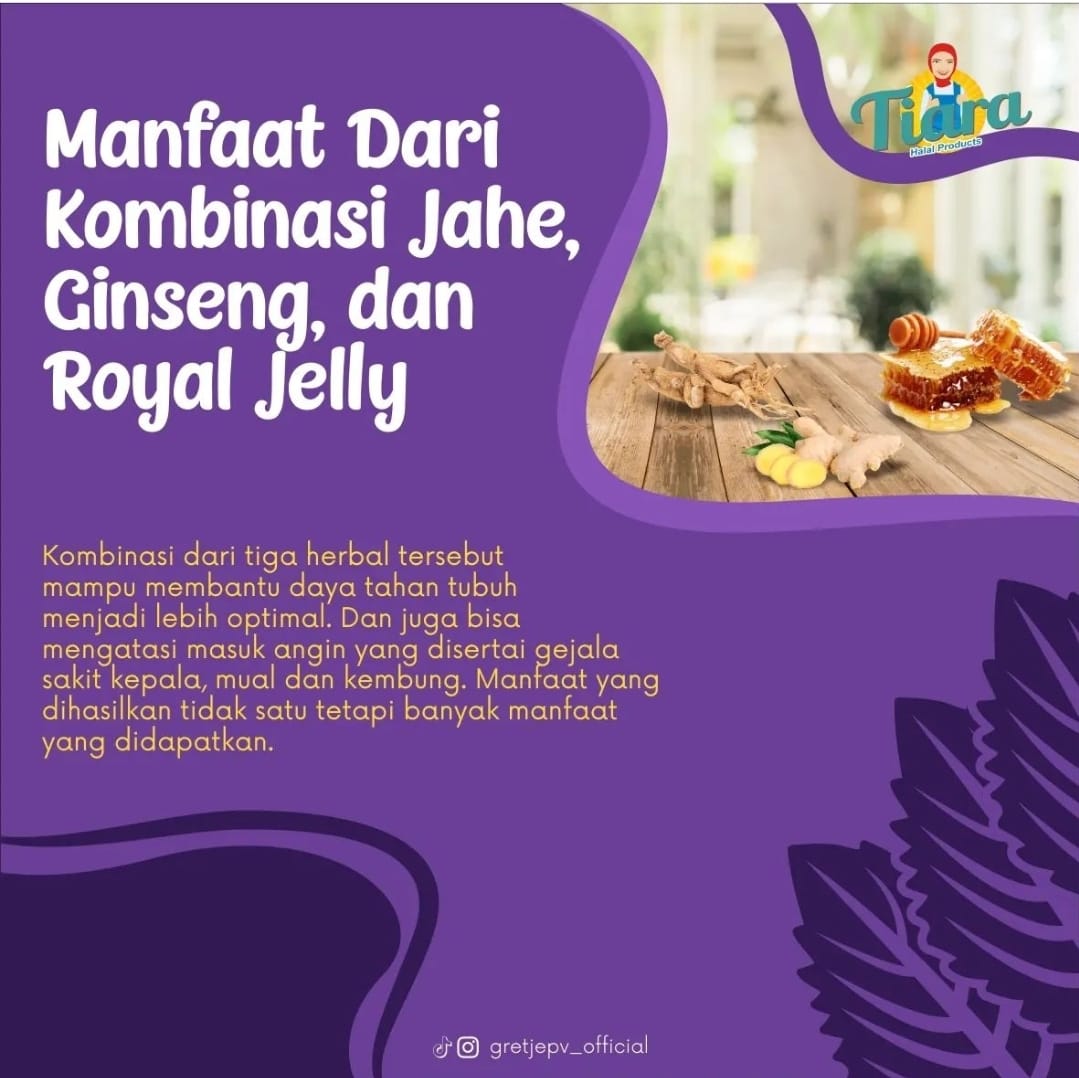 Tiara
Halal Products
Manfaat Dari
Kombinasi Jahe,
Ginseng, dan
Royal Jelly
Kombinasi dari tiga herbal tersebut
mampu membantu daya tahan tubuh
menjadi lebih optimal. Dan juga bisa
mengatasi masuk angin yang disertai gejala
sakit kepala, mual dan kembung. Manfaat yang
dihasilkan tidak satu tetapi banyak manfaat
yang didapatkan.
gretjepv_official